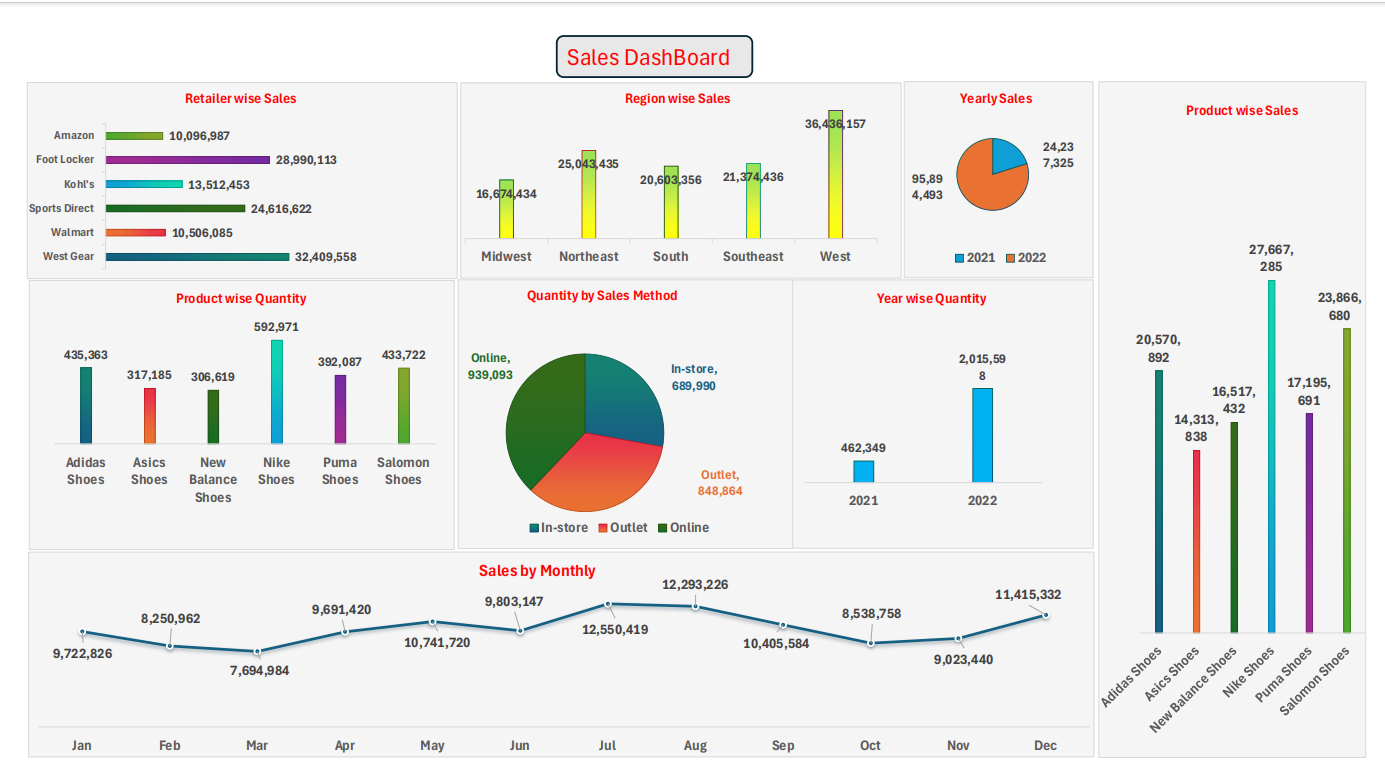 Sales DashBoard
Retailer wise Sales
Amazon
10,096,987
Foot Locker
28,990,113
Kohl's
13,512,453
Sports Direct
24,616,622
Walmart
10,506,085
West Gear
32,409,558
Region wise Sales
16,674,434
25,043,435
20,603,356
21,374,436
36,436,157
Midwest
Northeast
South
Southeast
West
Yearly Sales
24,23
7,325
95,89
4,493
2021
2022
Product wise Sales
20,570,
892
14,313,
838
16,517,
432
27,667,
285
17,195,
691
23,866,
680
Adidas Shoes
Asics Shoes
New Balance Shoes
Nike Shoes
Puma Shoes
Salomon Shoes
Product wise Quantity
435,363
317,185
306,619
592,971
392,087
433,722
Adidas
Shoes
Asics
Shoes
New
Balance
Shoes
Nike
Shoes
Puma
Shoes
Salomon
Shoes
Quantity by Sales Method
Online,
939,093
In-store,
689,990
Outlet,
848,864
In-store
Outlet
Online
Year wise Quantity
462,349
2,015,59
8
2021
2022
Sales by Monthly
9,722,826
8,250,962
7,694,984
9,691,420
10,741,720
9,803,147
12,550,419
12,293,226
10,405,584
8,538,758
9,023,440
11,415,332
Jan
Feb
Mar
Apr
May
Jun
Jul
Aug
Sep
Oct
Nov
Dec